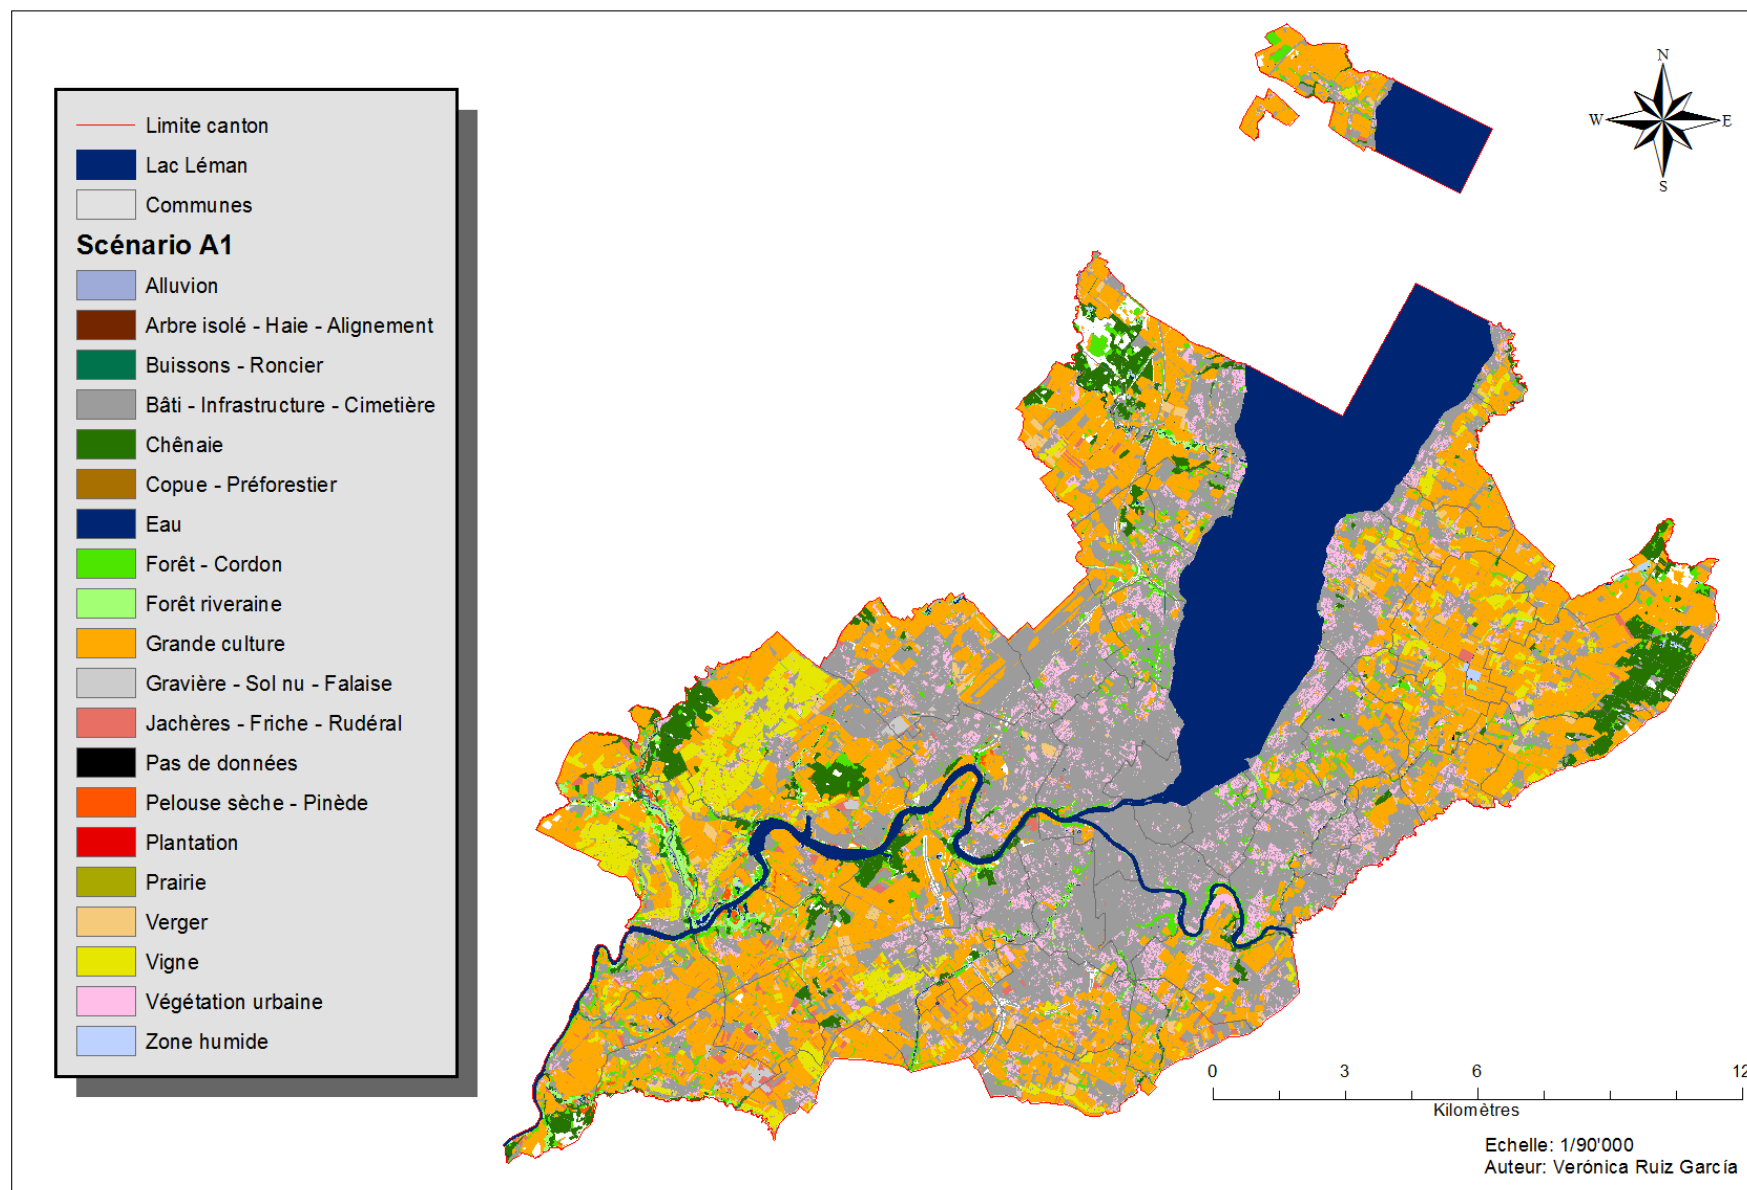 Limite canton
Lac Léman
Communes
Scénario A1
Alluvion
Arbre isolé - Haie - Alignement
Buissons - Roncier
Bâti - Infrastructure - Cimetière
Chênaie
Copue - Préforestier
Eau
Forêt - Cordon
Forêt riveraine
Grande culture
Gravière - Sol nu - Falaise
Jachères - Friche - Rudéral
Pas de données
Pelouse sèche - Pinède
Plantation
Prairie
Verger
Vigne
Végétation urbaine
Zone humide
N
W E
S
0 3 6 12
Kilomètres
Echelle: 1/90'000
Auteur: Verónica Ruiz García